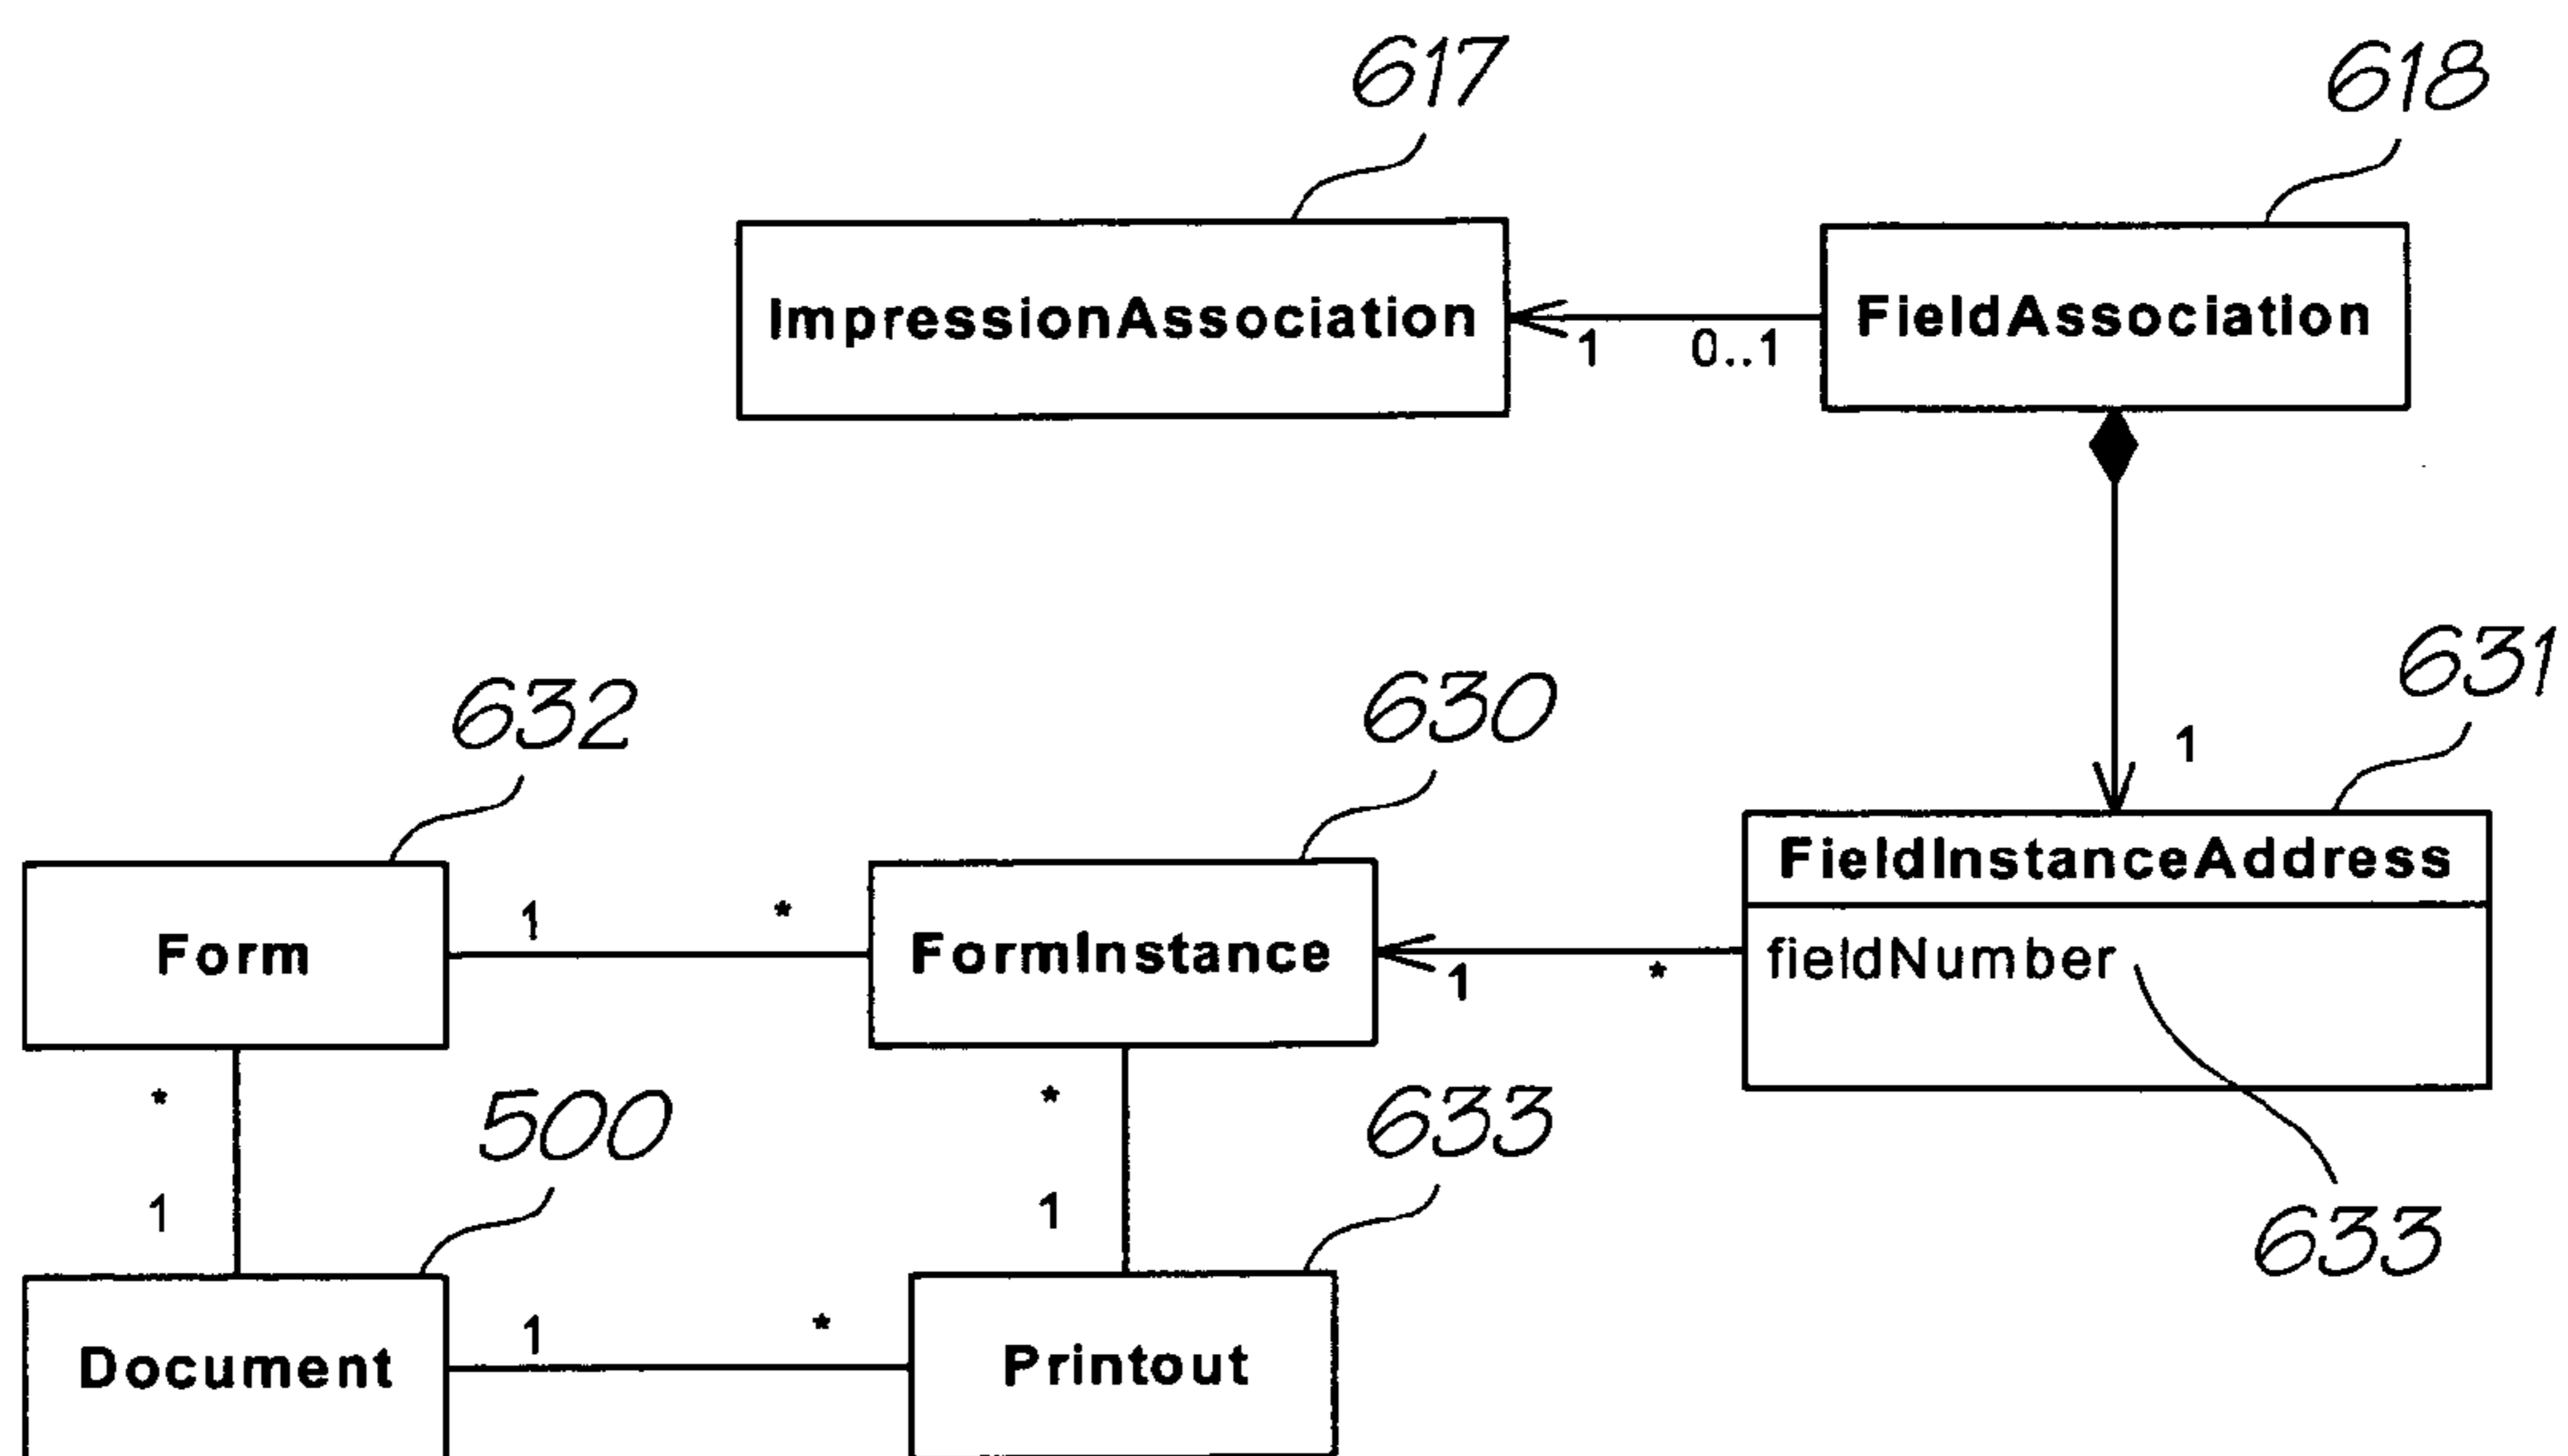 617
618
ImpressionAssociation
1
0..1
FieldAssociation
1
632
630
631
Form
1
*
FormInstance
1
*
FieldInstanceAddress
fieldNumber
*
1
500
*
1
633
633
Document
1
*
Printout